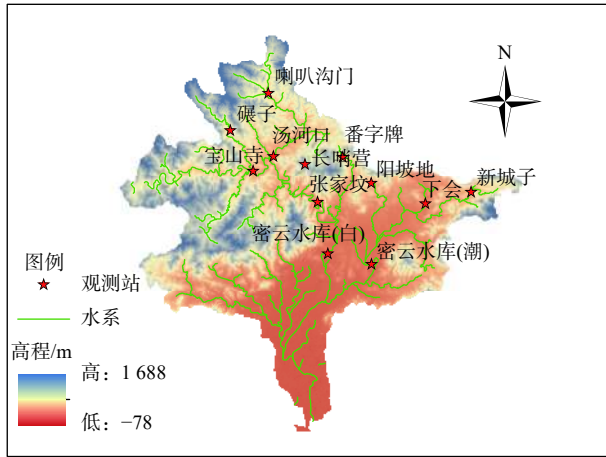 N
喇叭沟门
碾子
汤河口
番字牌
宝山寺
长哨营
阳坡地
新城子
张家坟
下会
密云水库(白)
密云水库(潮)
图例
观测站
水系
高程/m
高：1 688
低：−78